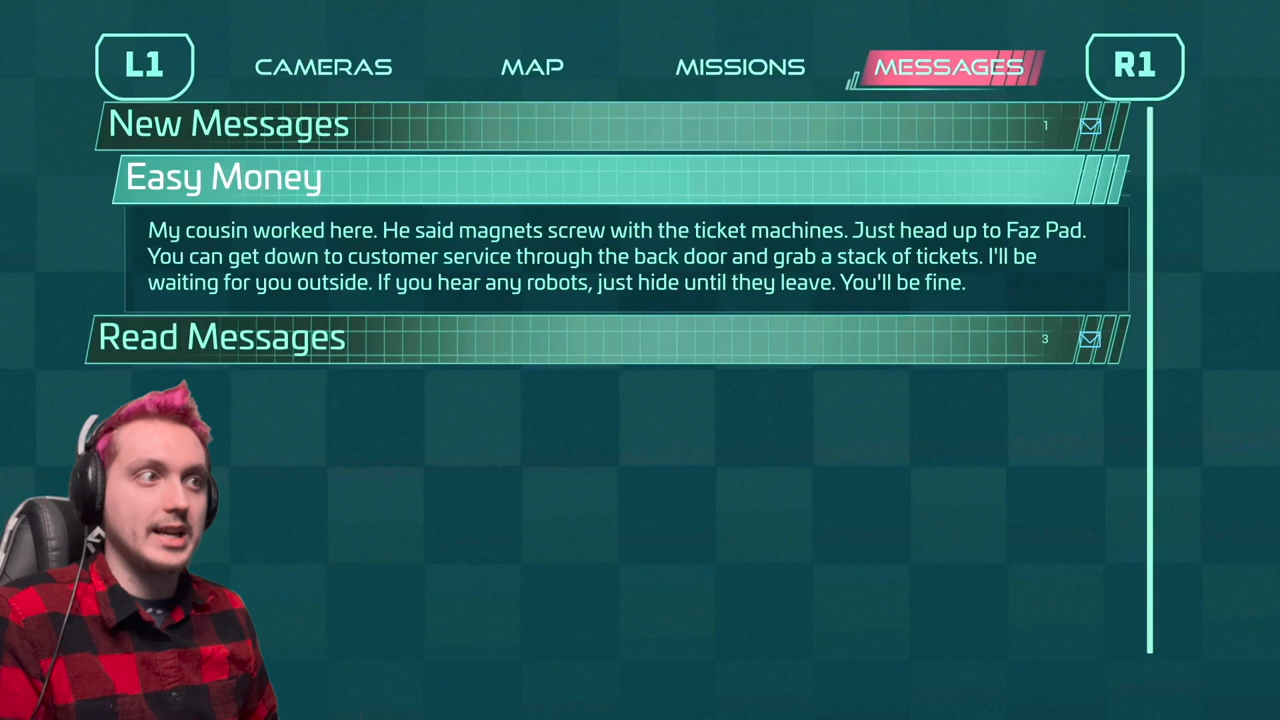 L1 CAMERAS MAP MISSIONS MESSAGES R1
New Messages 1
Easy Money
My cousin worked here. He said magnets screw with the ticket machines. Just head up to Faz Pad.
You can get down to customer service through the back door and grab a stack of tickets. I'll be
waiting for you outside. If you hear any robots, just hide until they leave. You'll be fine.
Read Messages 3